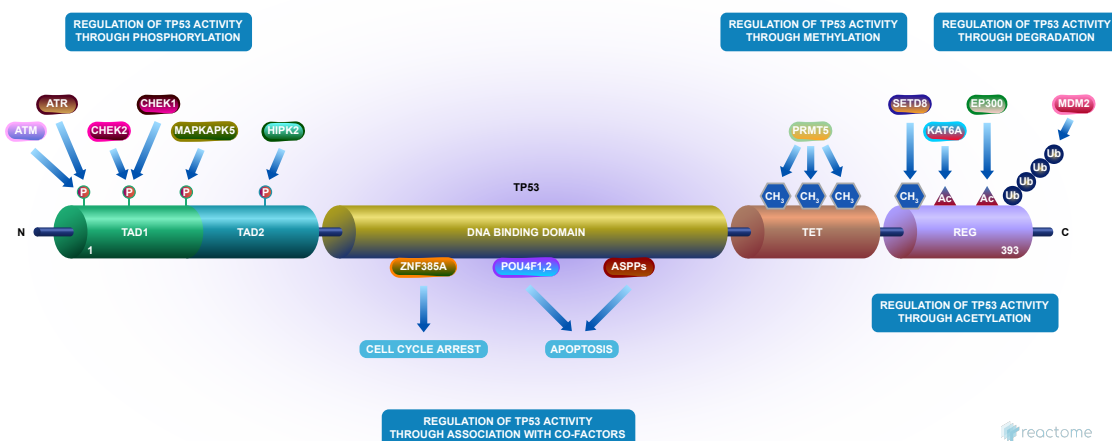 REGULATION OF TP53 ACTIVITY
THROUGH PHOSPHORYLATION
REGULATION OF TP53 ACTIVITY
THROUGH METHYLATION
REGULATION OF TP53 ACTIVITY
THROUGH DEGRADATION
ATR
CHEK1
SETD8
EP300
MDM2
ATM
CHEK2
MAPKAPK5
HIPK2
PRMT5
KAT6A
Ub
Ub
Ub
Ub
P
P
P
P
TP53
CH3
CH3
CH3
CH3
Ac
Ac
N
TAD1
TAD2
DNA BINDING DOMAIN
TET
REG
C
1
393
ZNF385A
POU4F1,2
ASPPs
REGULATION OF TP53 ACTIVITY
THROUGH ACETYLATION
CELL CYCLE ARREST
APOPTOSIS
REGULATION OF TP53 ACTIVITY
THROUGH ASSOCIATION WITH CO-FACTORS
reactome